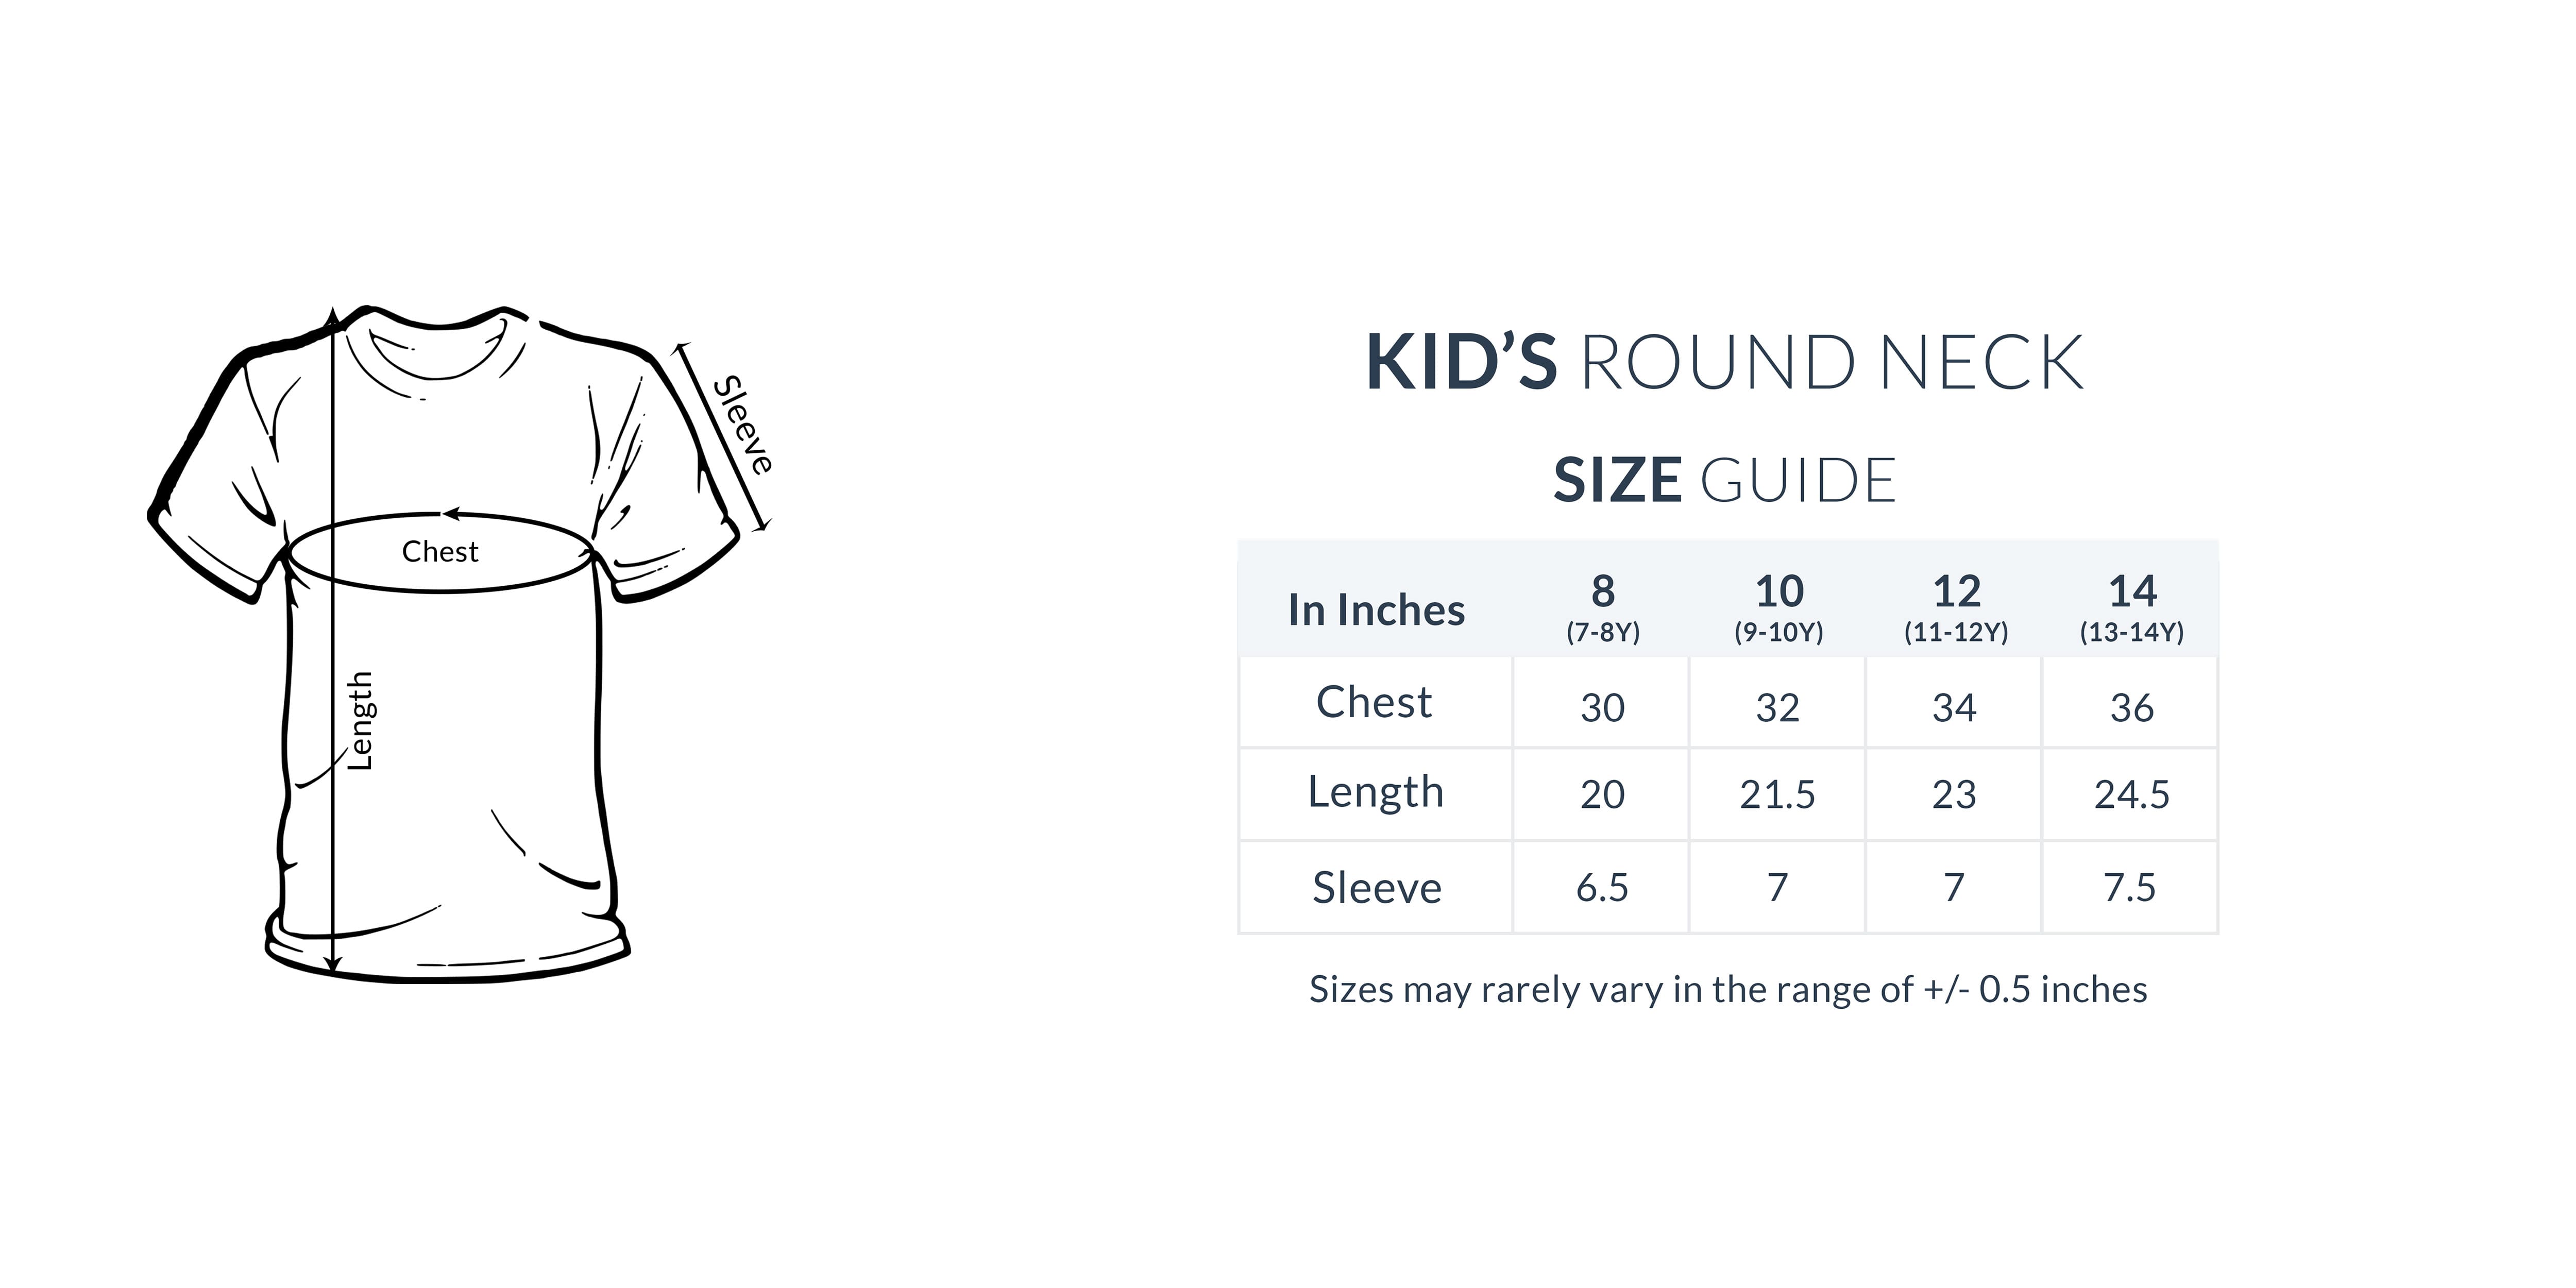 Sleeve
Chest
Length
KID’S ROUND NECK
SIZE GUIDE
In Inches 8 10 12 14
(7-8Y) (9-10Y) (11-12Y) (13-14Y)
Chest 30 32 34 36
Length 20 21.5 23 24.5
Sleeve 6.5 7 7 7.5
Sizes may rarely vary in the range of +/- 0.5 inches